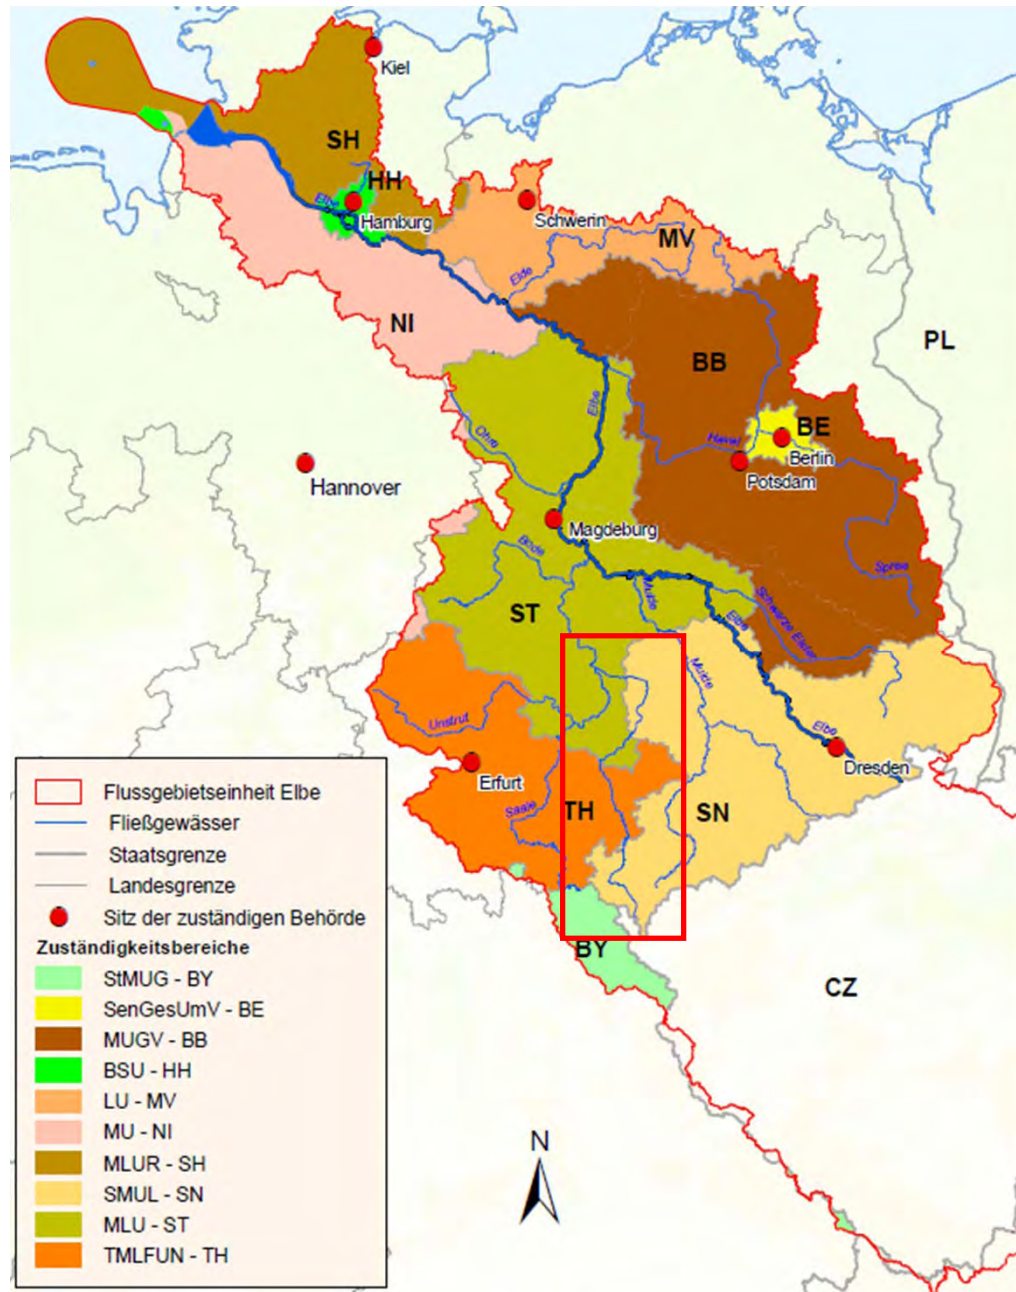 Kiel
SH
HH
Elbe
Hamburg
Schwerin
MV
Elde
NI
PL
BB
Elbe
BE
Havel
Ohre
Berlin
Hannover
Potsdam
Magdeburg
Bode
Spree
Mulde
Schwarze Elster
ST
Elbe
Mulde
Unstrut
Elbe
Erfurt
Dresden
Saale
TH
SN
BY
CZ
N
Flussgebietseinheit Elbe
Fließgewässer
Staatsgrenze
Landesgrenze
Sitz der zuständigen Behörde
Zuständigkeitsbereiche
StMUG - BY
SenGesUmV - BE
MUGV - BB
BSU - HH
LU - MV
MU - NI
MLUR - SH
SMUL - SN
MLU - ST
TMLFUN - TH